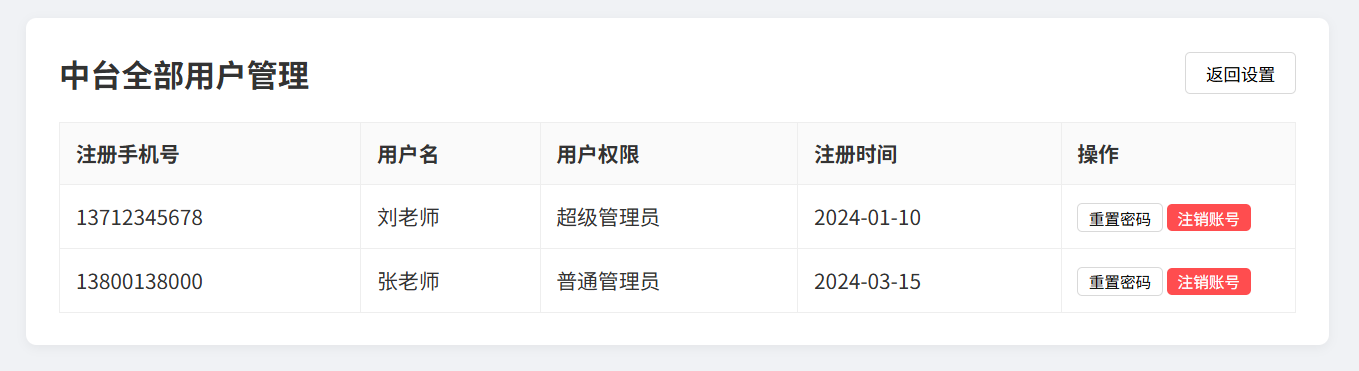 中台全部用户管理
返回设置
注册手机号 用户名 用户权限 注册时间 操作
13712345678 刘老师 超级管理员 2024-01-10 重置密码 注销账号
13800138000 张老师 普通管理员 2024-03-15 重置密码 注销账号